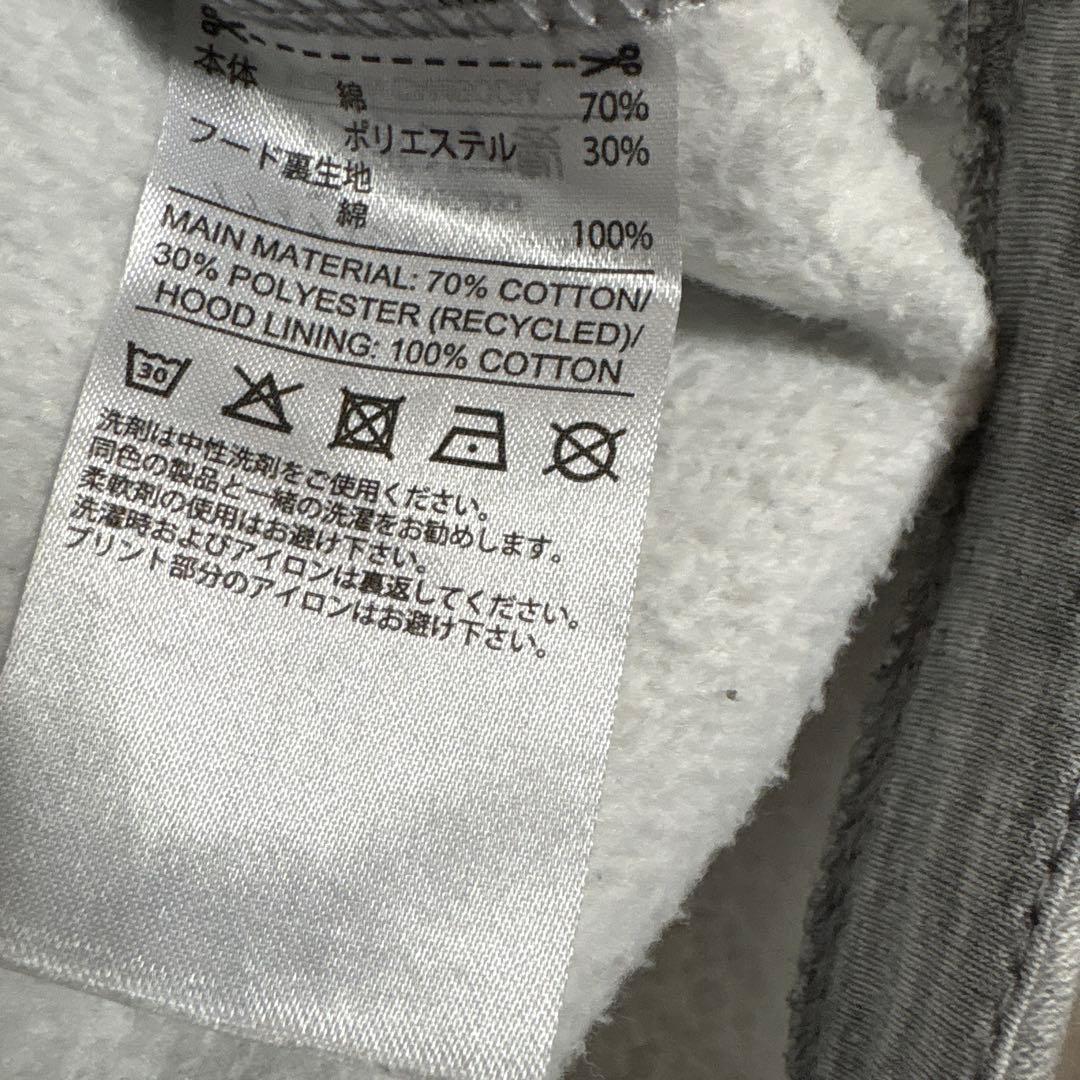 本体
綿 70%
ポリエステル 30%
フード裏生地
綿 100%
MAIN MATERIAL: 70% COTTON/
30% POLYESTER (RECYCLED)/
HOOD LINING: 100% COTTON
30
洗剤は中性洗剤をご使用ください。
同色の製品と一緒の洗濯をお勧めします。
柔軟剤の使用はお避け下さい。
洗濯時およびアイロンは裏返してください。
プリント部分のアイロンはお避け下さい。